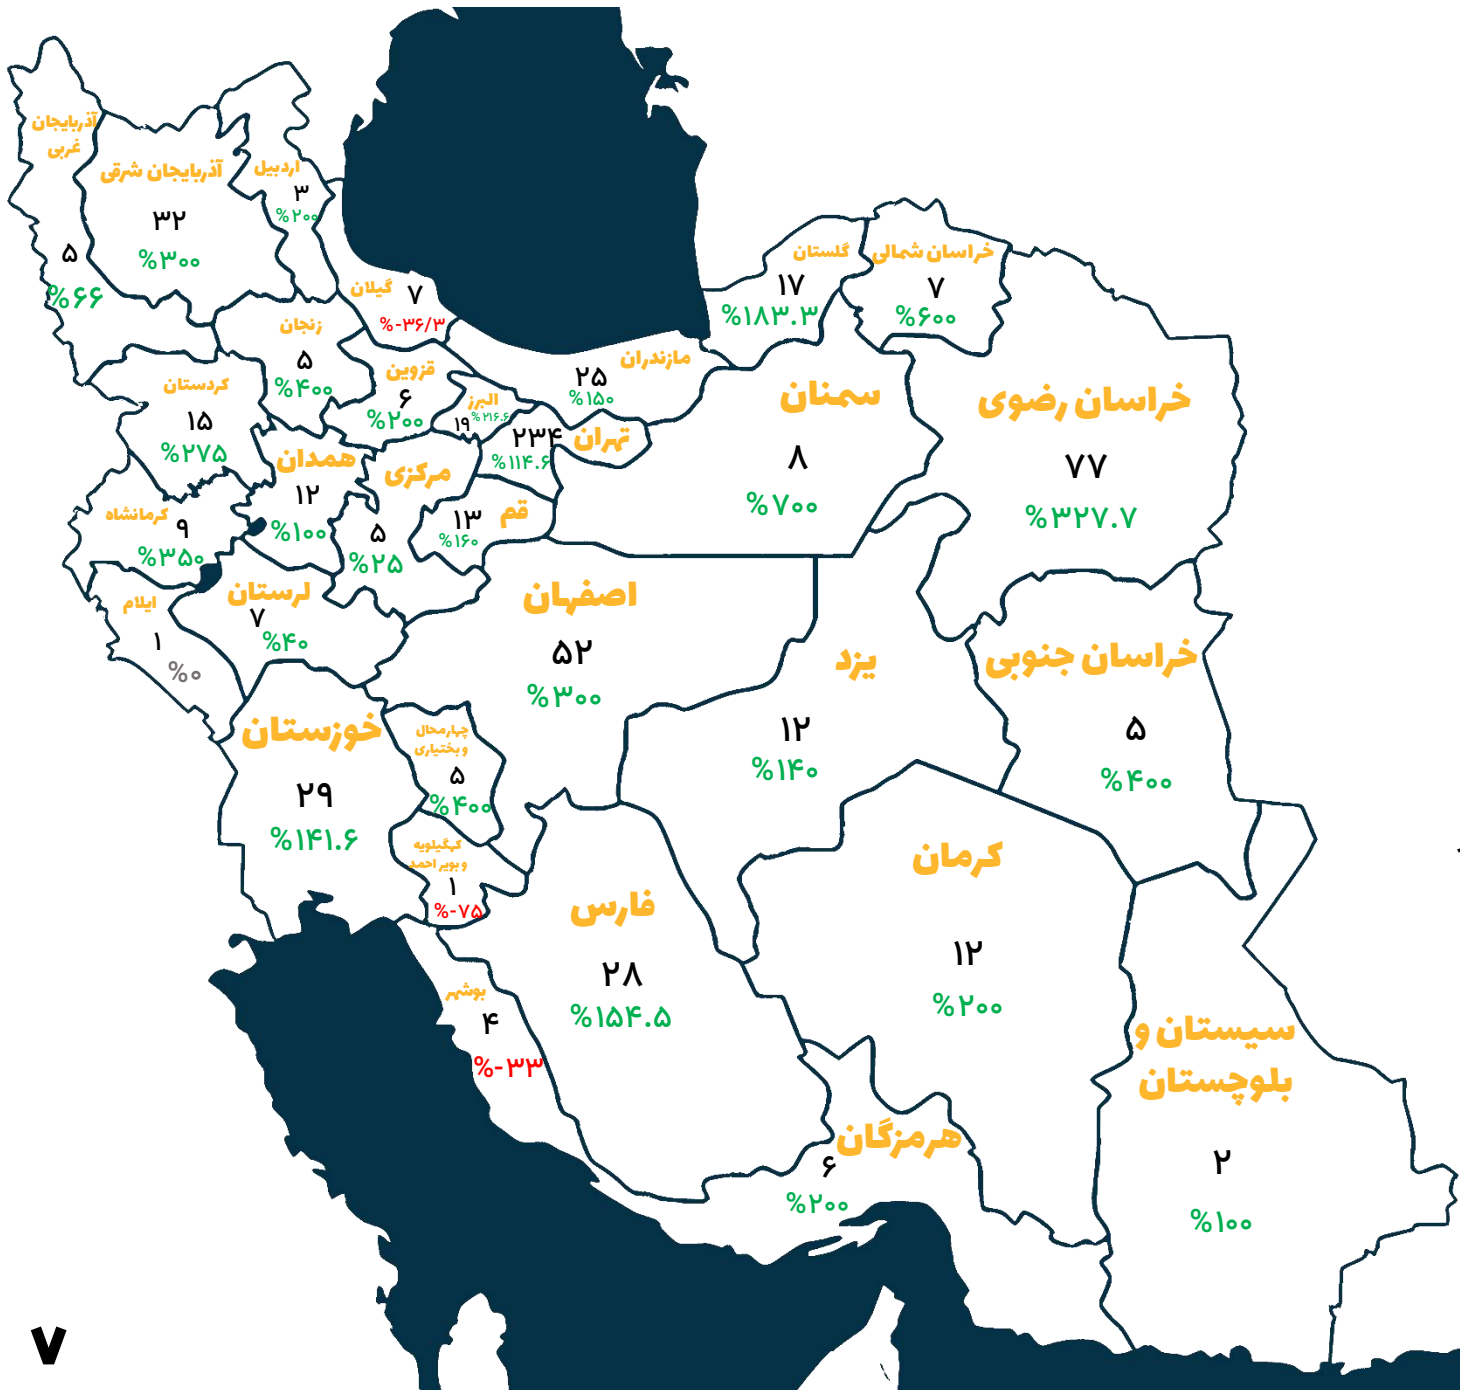 آذربایجان
غربی
۵
%۶۶
آذربایجان شرقی
۳۲
%۳۰۰
اردبیل
۳
%۲۰۰
گیلان
۷
%-۳۶/۳
زنجان
۵
%۴۰۰
قزوین
۶
%۲۰۰
البرز
۱۹
%۲۱۶.۶
مازندران
۲۵
%۱۵۰
گلستان
۱۷
%۱۸۳.۳
خراسان شمالی
۷
%۶۰۰
خراسان رضوی
۷۷
%۳۲۷.۷
سمنان
۸
%۷۰۰
تهران
۲۳۴
%۱۱۴.۶
کردستان
۱۵
%۲۷۵
همدان
۱۲
%۱۰۰
مرکزی
۵
%۲۵
قم
۱۳
%۱۶۰
کرمانشاه
۹
%۳۵۰
ایلام
۱
%۰
لرستان
۷
%۴۰
اصفهان
۵۲
%۳۰۰
یزد
۱۲
%۱۴۰
خراسان جنوبی
۵
%۴۰۰
خوزستان
۲۹
%۱۴۱.۶
چهارمحال
و بختیاری
۵
%۴۰۰
کهگیلویه
و بویر احمد
۱
%-۷۵
فارس
۲۸
%۱۵۴.۵
بوشهر
۴
%-۳۳
کرمان
۱۲
%۲۰۰
هرمزگان
۶
%۲۰۰
سیستان و
بلوچستان
۲
%۱۰۰
۷